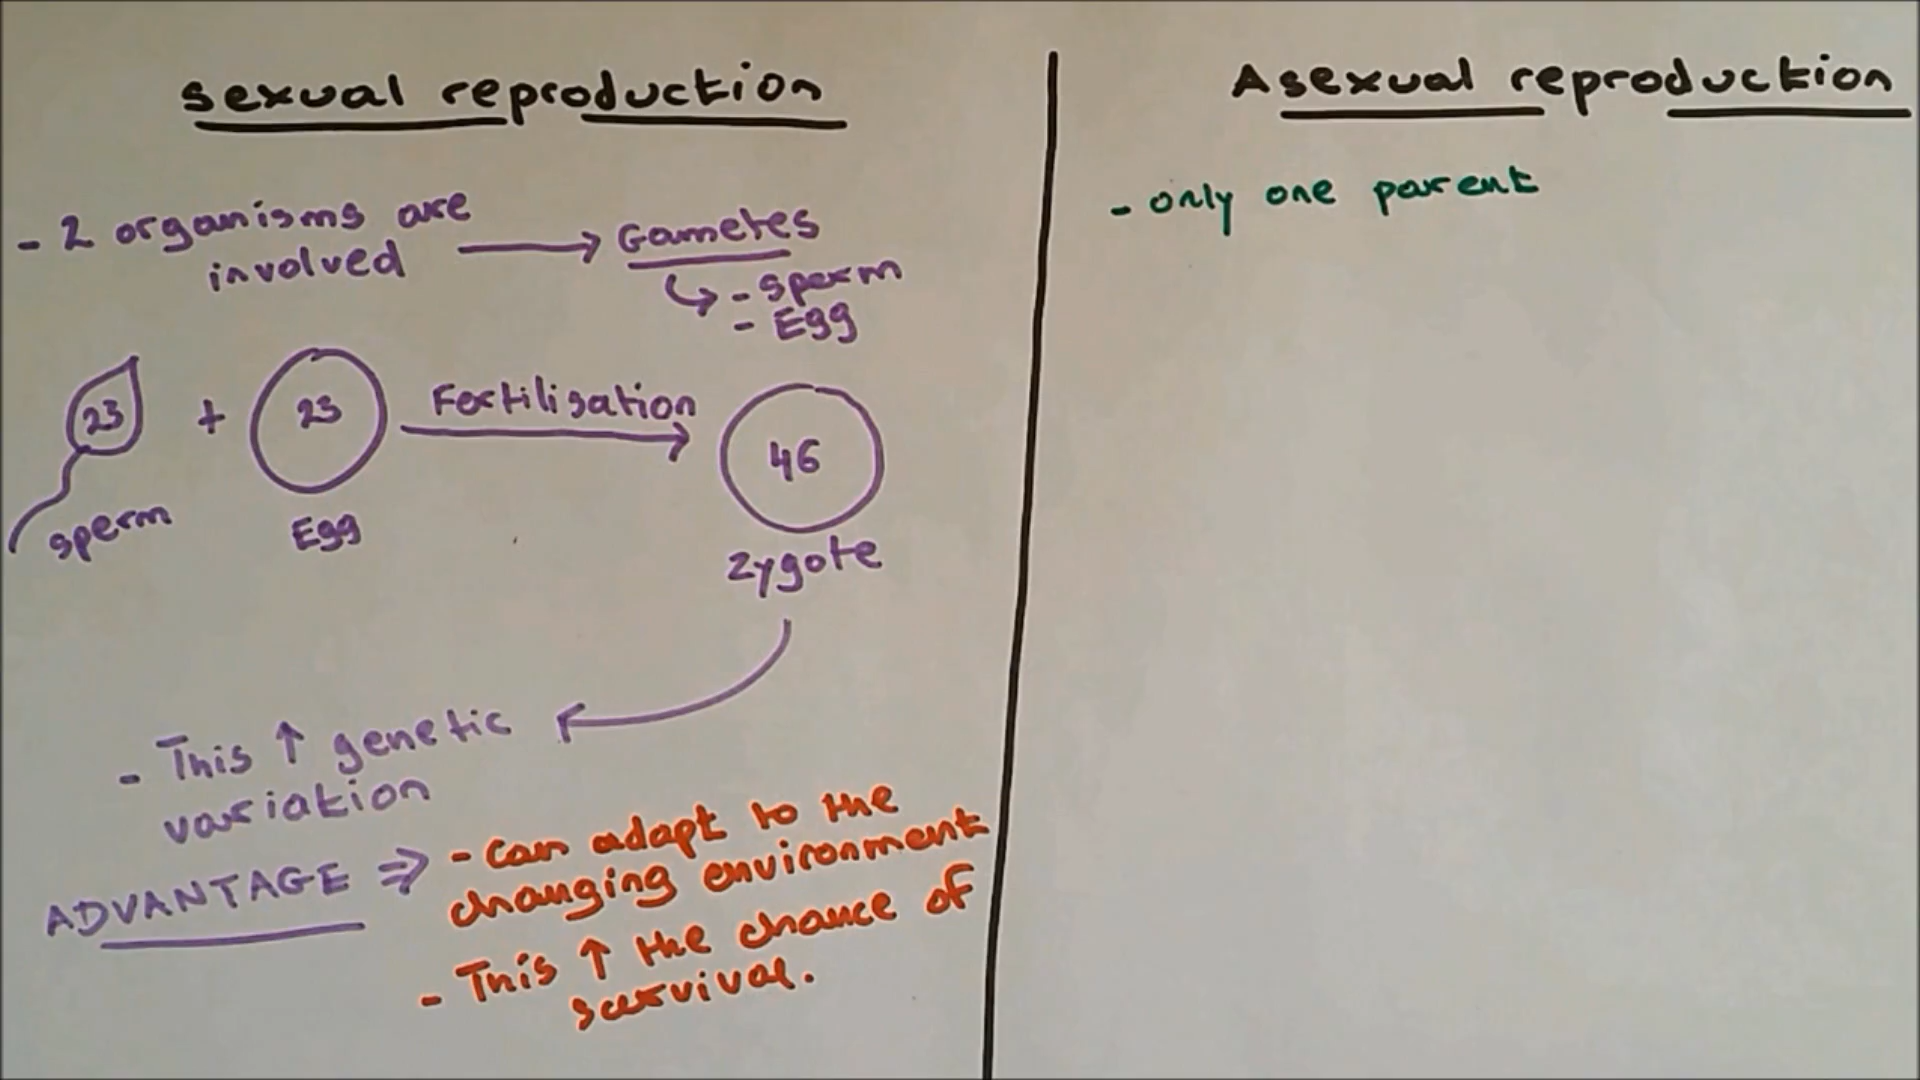 sexual reproduction
- 2 organisms are
involved → Gametes
↳ - sperm
- Egg
23 + 23 Fertilisation 46
sperm Egg zygote
- This ↑ genetic
variation
ADVANTAGE ⇒ - can adapt to the
changing environment
- This ↑ the chance of
survival.
Asexual reproduction
- only one parent